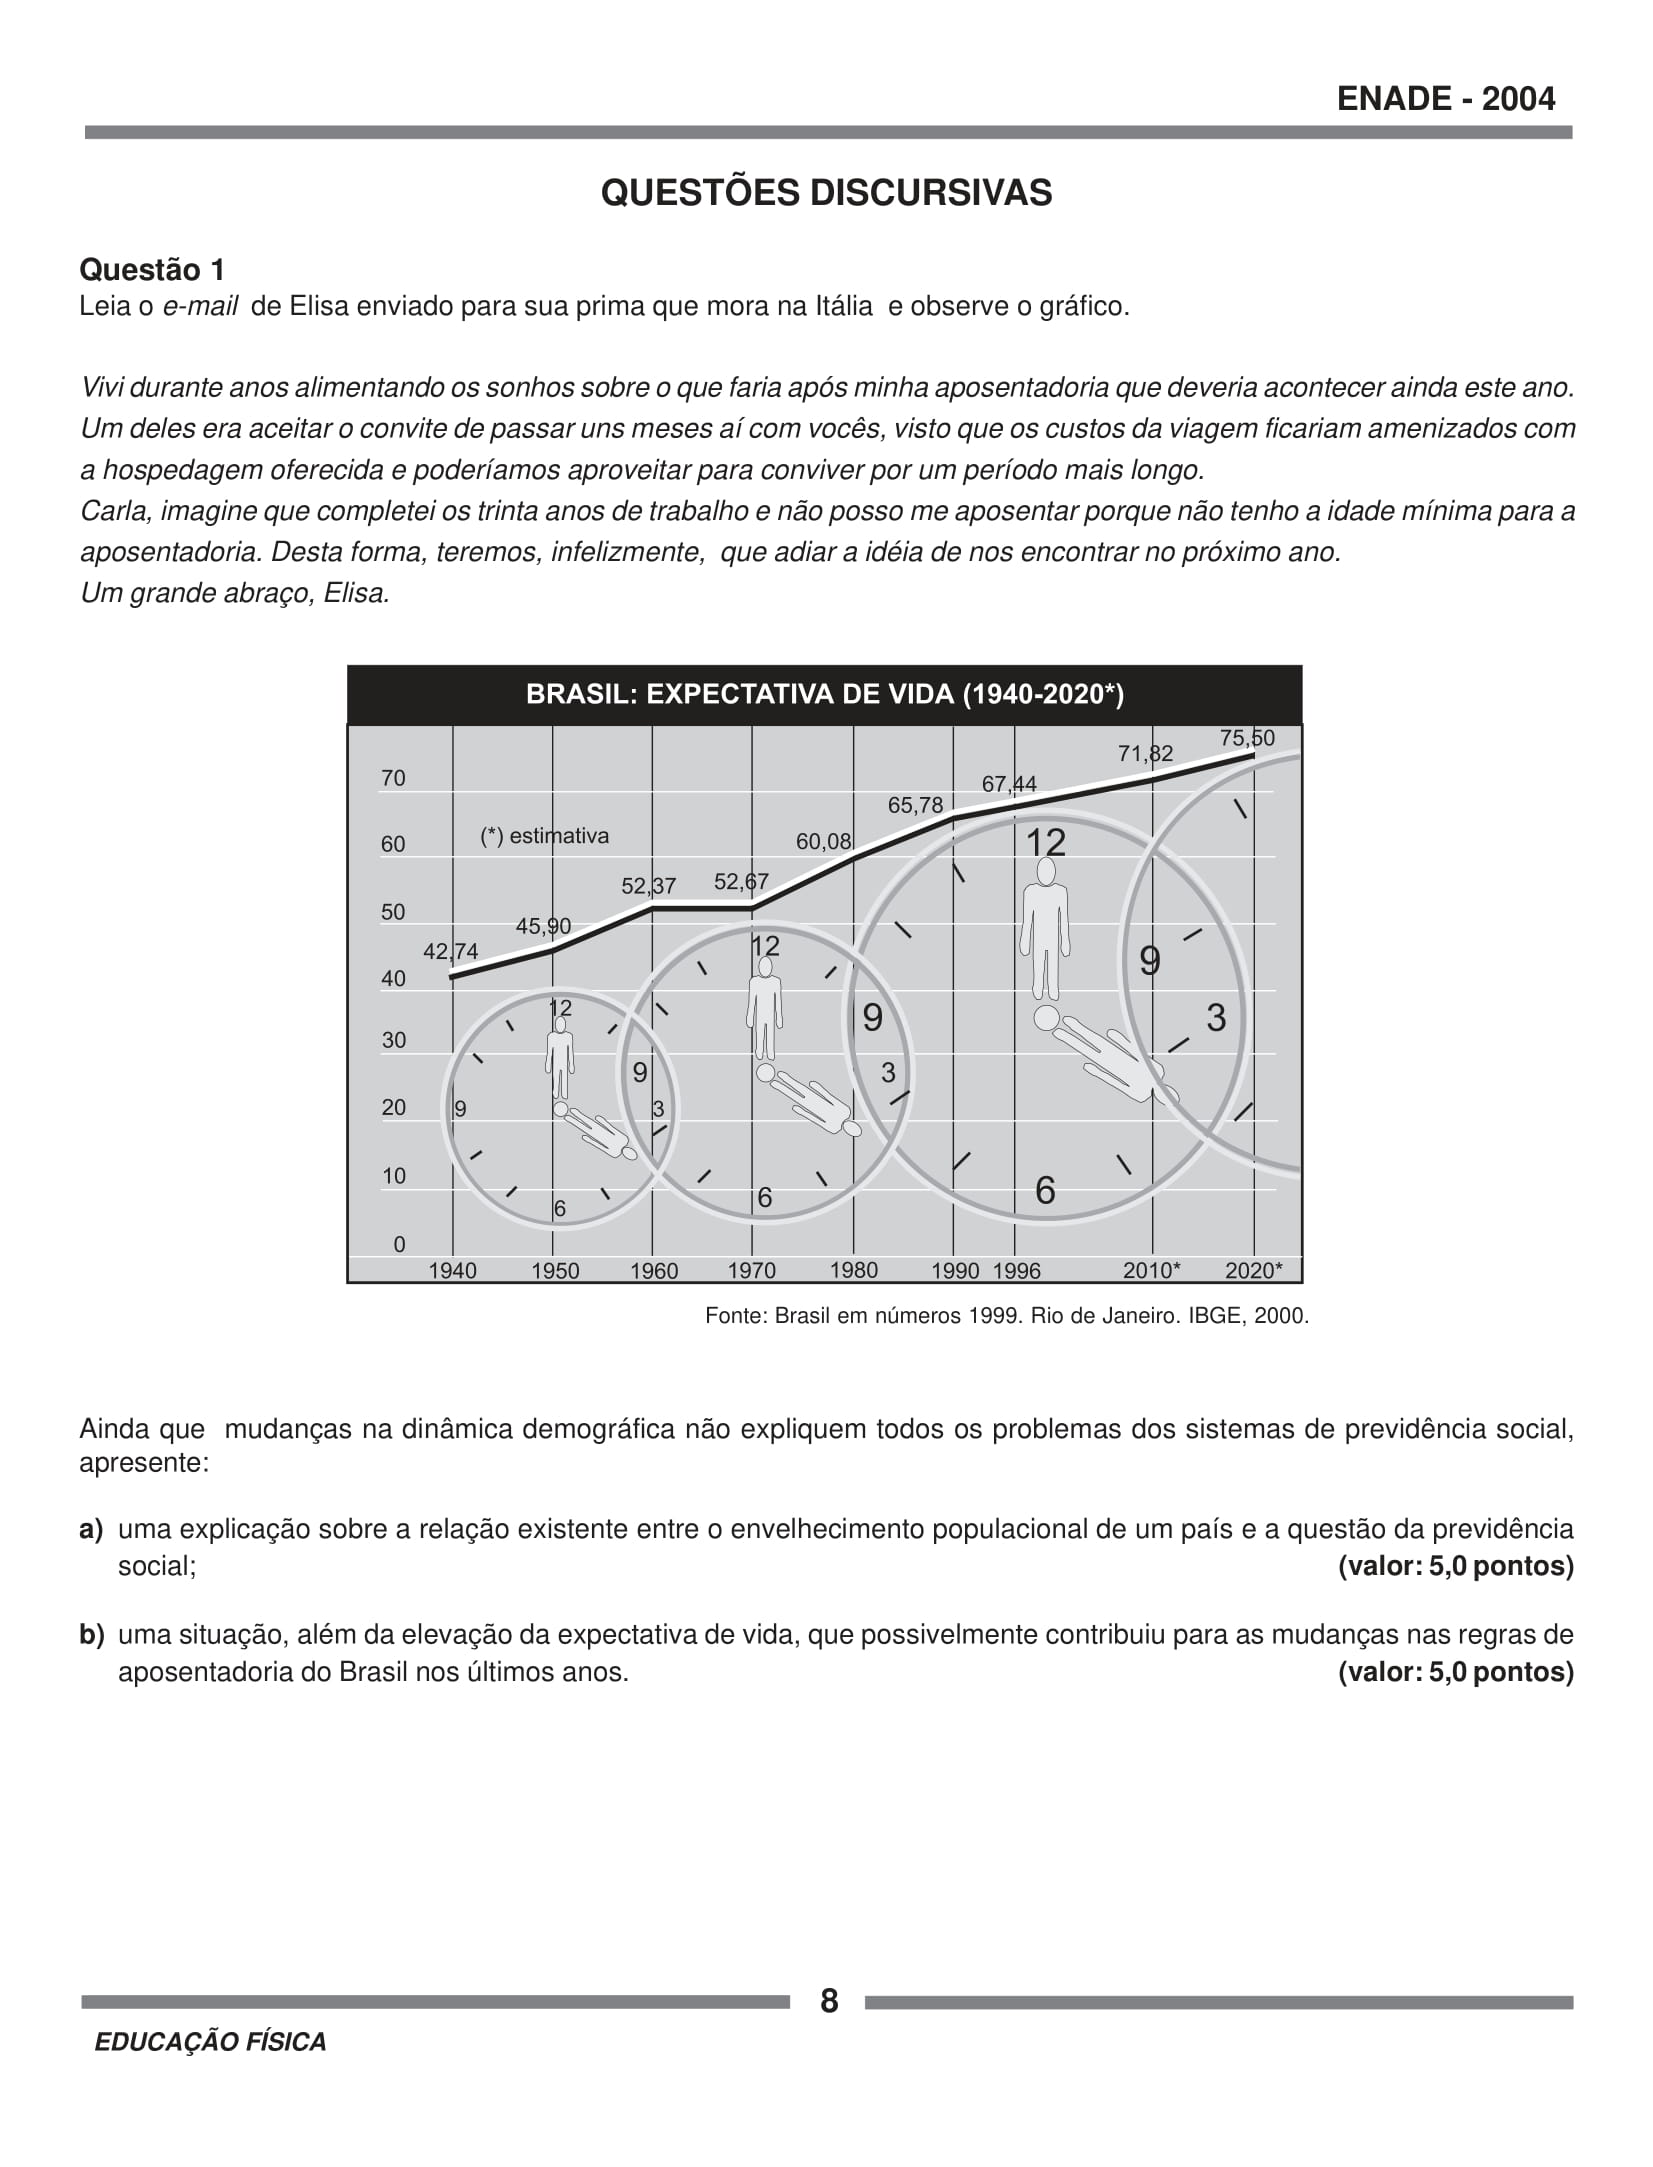 ENADE - 2004
QUESTÕES DISCURSIVAS
Questão 1
Leia o e-mail de Elisa enviado para sua prima que mora na Itália e observe o gráfico.
Vivi durante anos alimentando os sonhos sobre o que faria após minha aposentadoria que deveria acontecer ainda este ano.
Um deles era aceitar o convite de passar uns meses aí com vocês, visto que os custos da viagem ficariam amenizados com
a hospedagem oferecida e poderíamos aproveitar para conviver por um período mais longo.
Carla, imagine que completei os trinta anos de trabalho e não posso me aposentar porque não tenho a idade mínima para a
aposentadoria. Desta forma, teremos, infelizmente, que adiar a idéia de nos encontrar no próximo ano.
Um grande abraço, Elisa.
BRASIL: EXPECTATIVA DE VIDA (1940-2020*)
75,50
71,82
70
67,44
65,78
(*) estimativa
60,08
60
52,37
52,67
50
45,90
42,74
40
12
12
12
9
9
3
30
9
3
20
9
3
10
6
6
6
0
1940 1950 1960 1970 1980 1990 1996 2010* 2020*
Fonte: Brasil em números 1999. Rio de Janeiro. IBGE, 2000.
Ainda que mudanças na dinâmica demográfica não expliquem todos os problemas dos sistemas de previdência social,
apresente:
a) uma explicação sobre a relação existente entre o envelhecimento populacional de um país e a questão da previdência
social; (valor: 5,0 pontos)
b) uma situação, além da elevação da expectativa de vida, que possivelmente contribuiu para as mudanças nas regras de
aposentadoria do Brasil nos últimos anos. (valor: 5,0 pontos)
8
EDUCAÇÃO FÍSICA